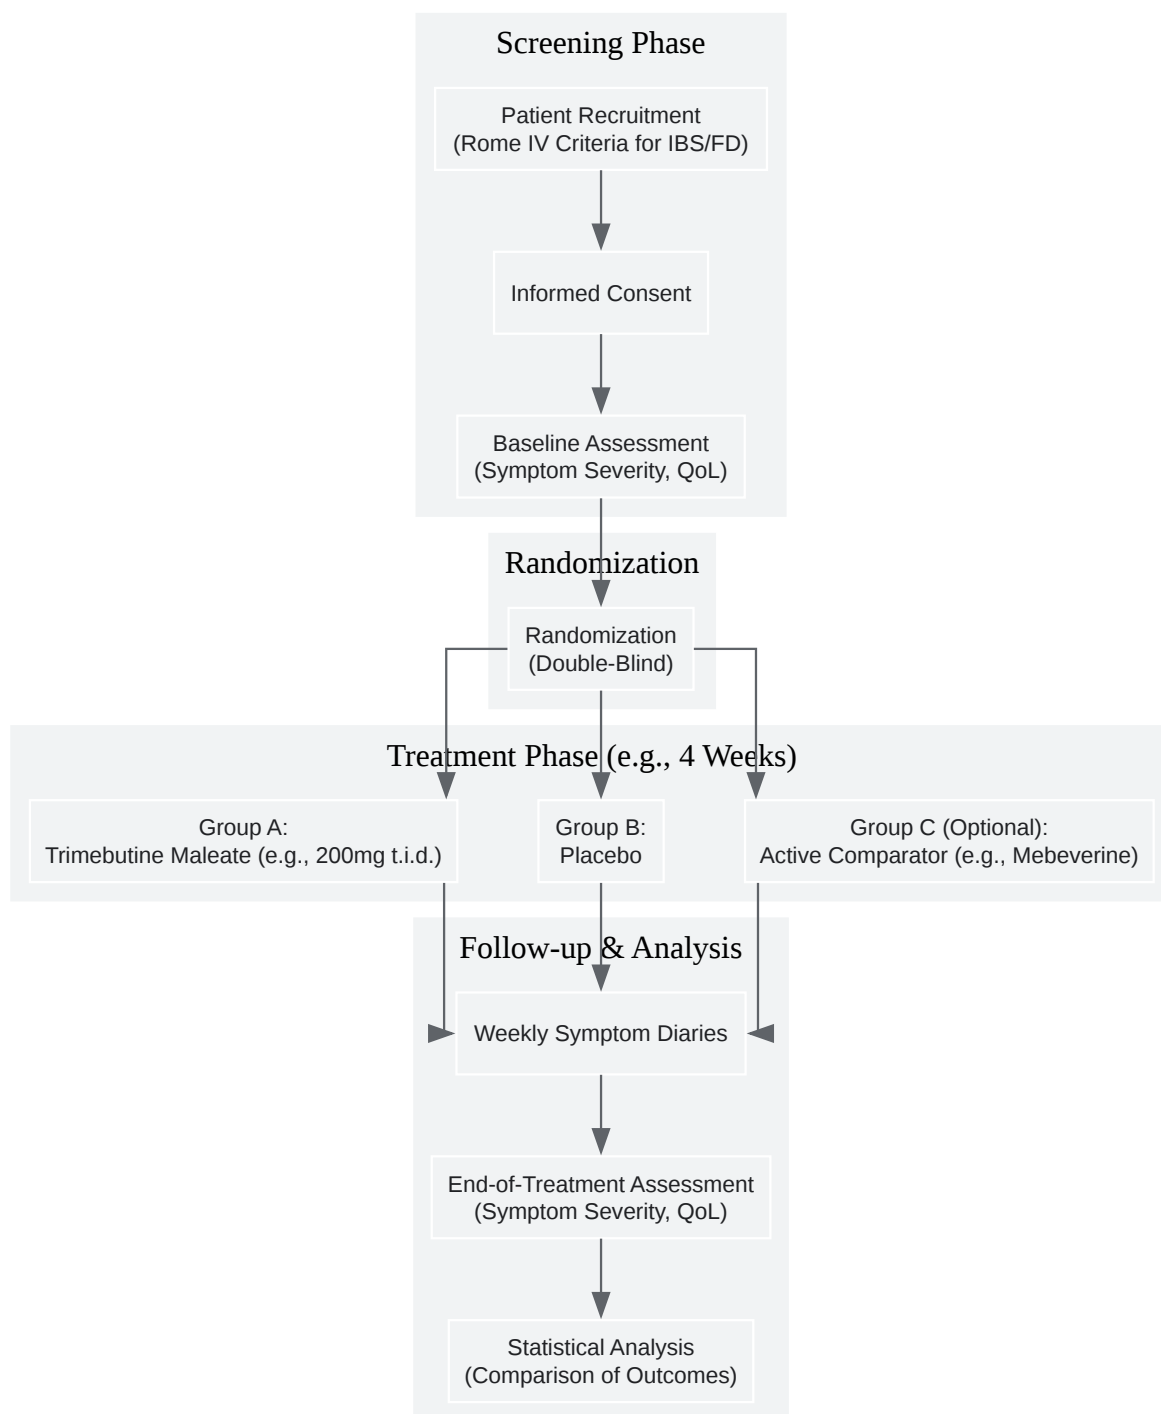 Screening Phase
Patient Recruitment
(Rome IV Criteria for IBS/FD)
Informed Consent
Baseline Assessment
(Symptom Severity, QoL)
Randomization
Randomization
(Double-Blind)
Treatment Phase (e.g., 4 Weeks)
Group A:
Trimebutine Maleate (e.g., 200mg t.i.d.)
Group B:
Placebo
Group C (Optional):
Active Comparator (e.g., Mebeverine)
Follow-up & Analysis
Weekly Symptom Diaries
End-of-Treatment Assessment
(Symptom Severity, QoL)
Statistical Analysis
(Comparison of Outcomes)